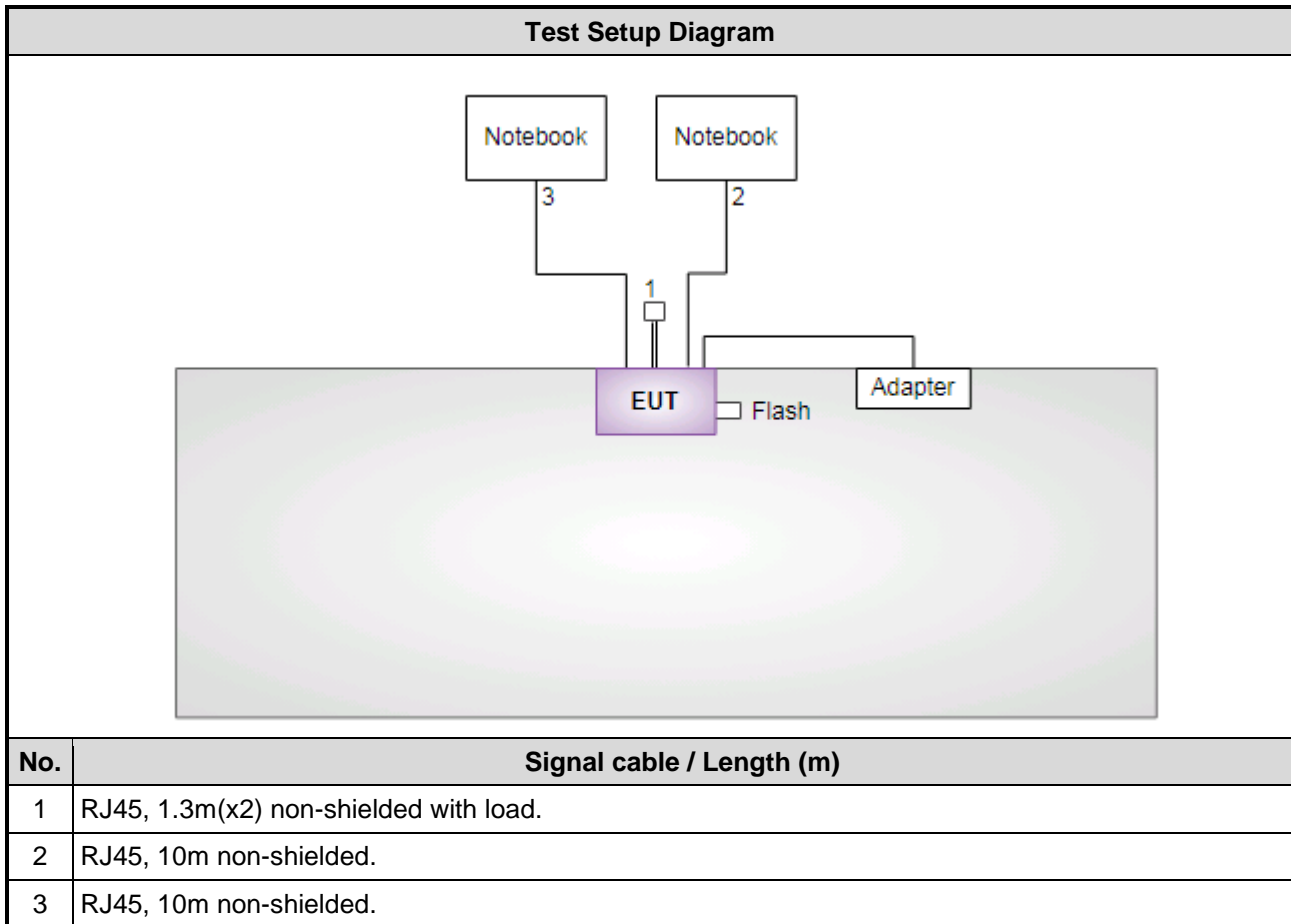 Test Setup Diagram
Notebook
Notebook
3
2
1
EUT
Flash
Adapter
No. Signal cable / Length (m)
1 RJ45, 1.3m(x2) non-shielded with load.
2 RJ45, 10m non-shielded.
3 RJ45, 10m non-shielded.